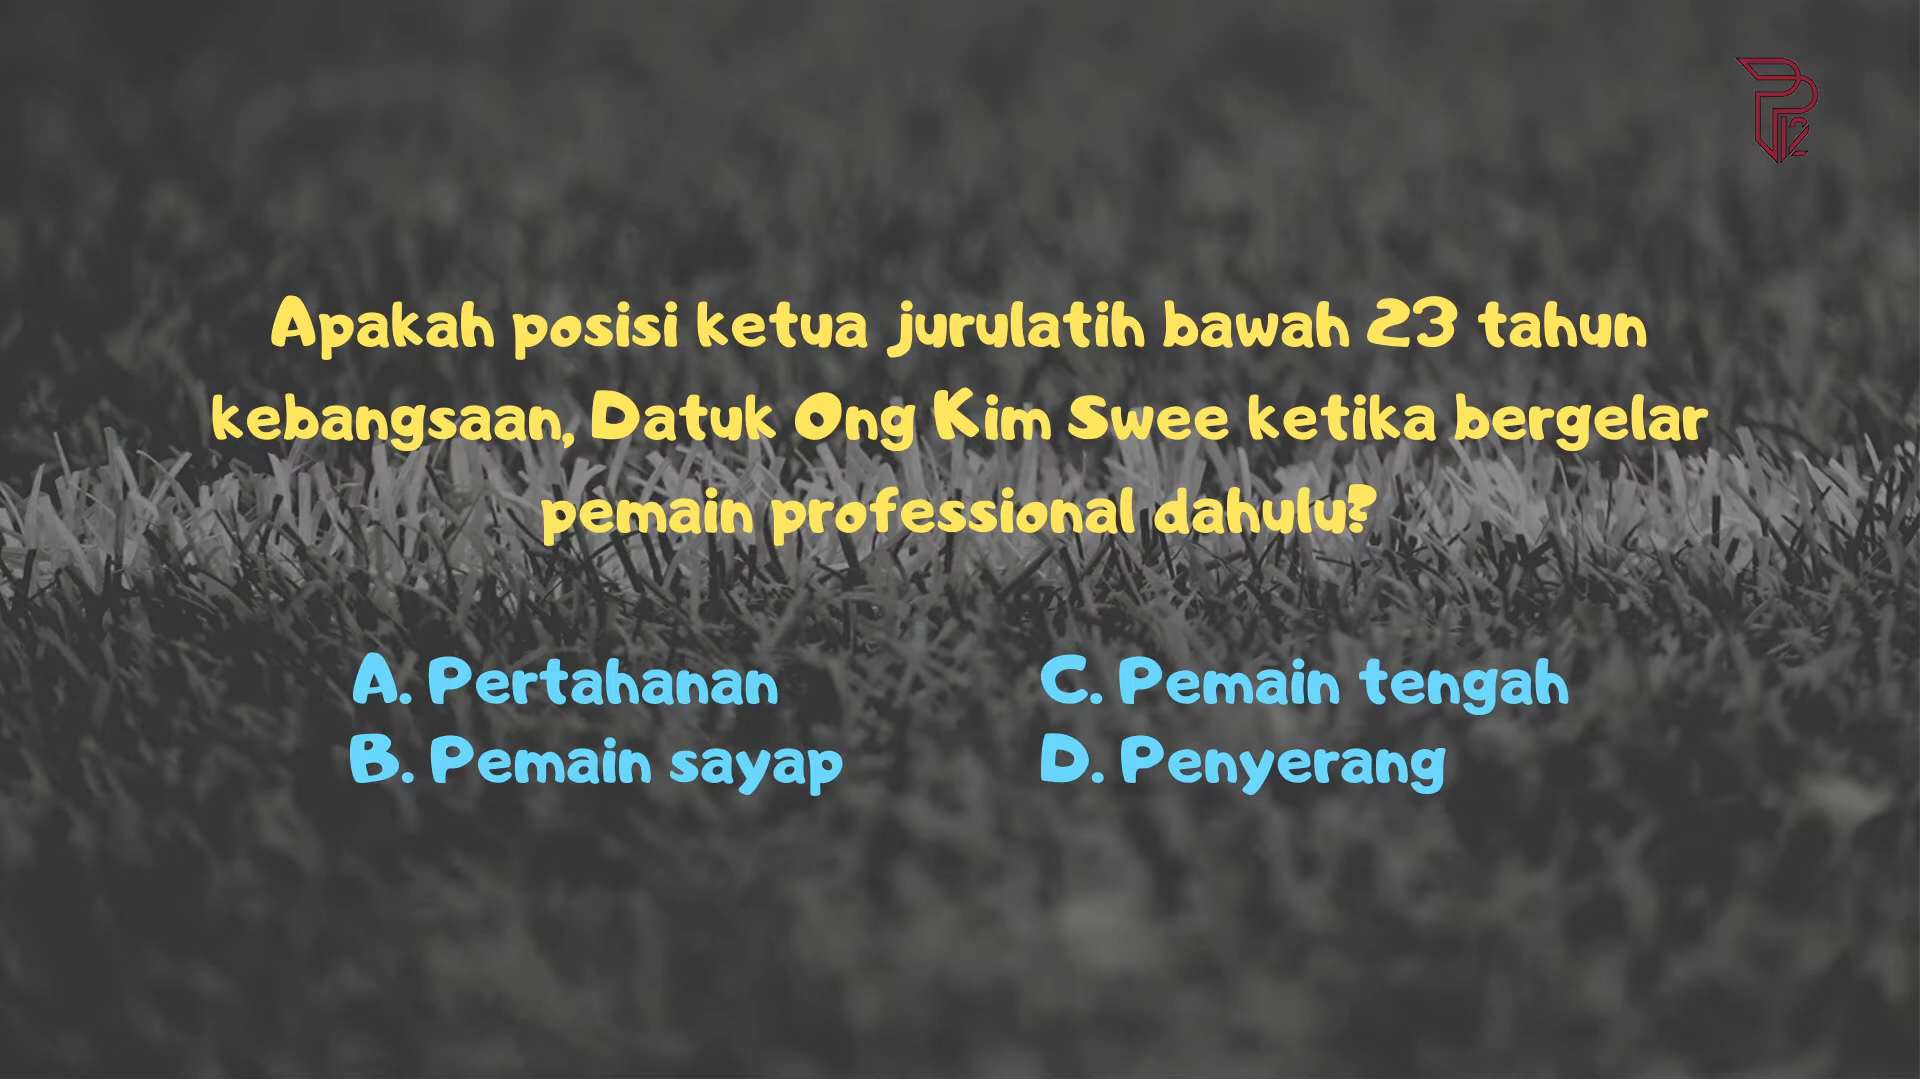 Apakah posisi ketua jurulatih bawah 23 tahun
kebangsaan, Datuk Ong Kim Swee ketika bergelar
pemain professional dahulu?
A. Pertahanan
B. Pemain sayap
C. Pemain tengah
D. Penyerang
12